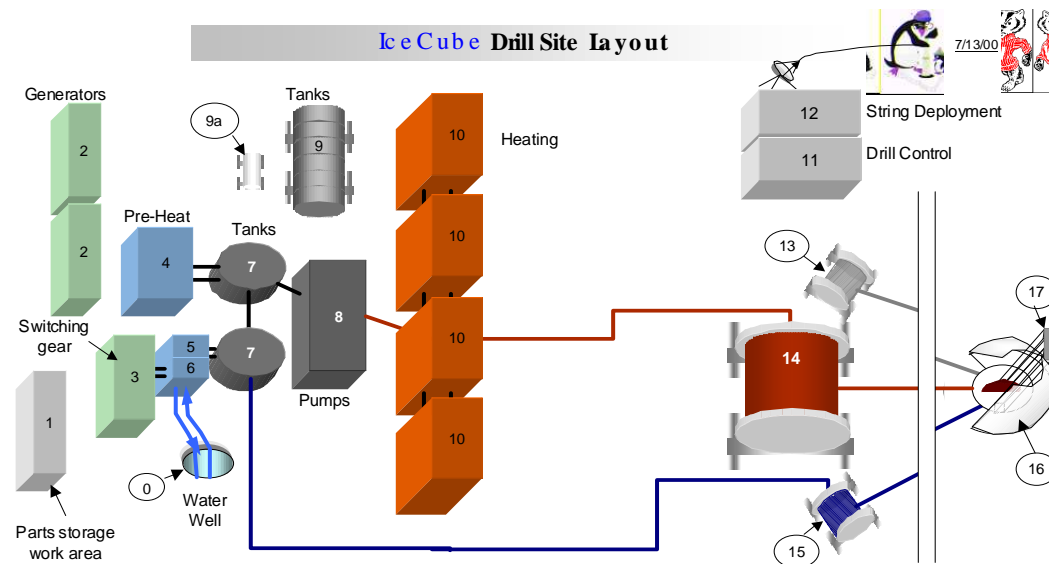 IceCube Drill Site Layout
7/13/00
Generators
Tanks
9a
9
2
2
10
Heating
12
String Deployment
11
Drill Control
Pre-Heat
4
Tanks
7
10
13
8
10
17
Switching
gear
3
5
6
7
14
Pumps
1
10
0
Water
Well
16
15
Parts storage
work area